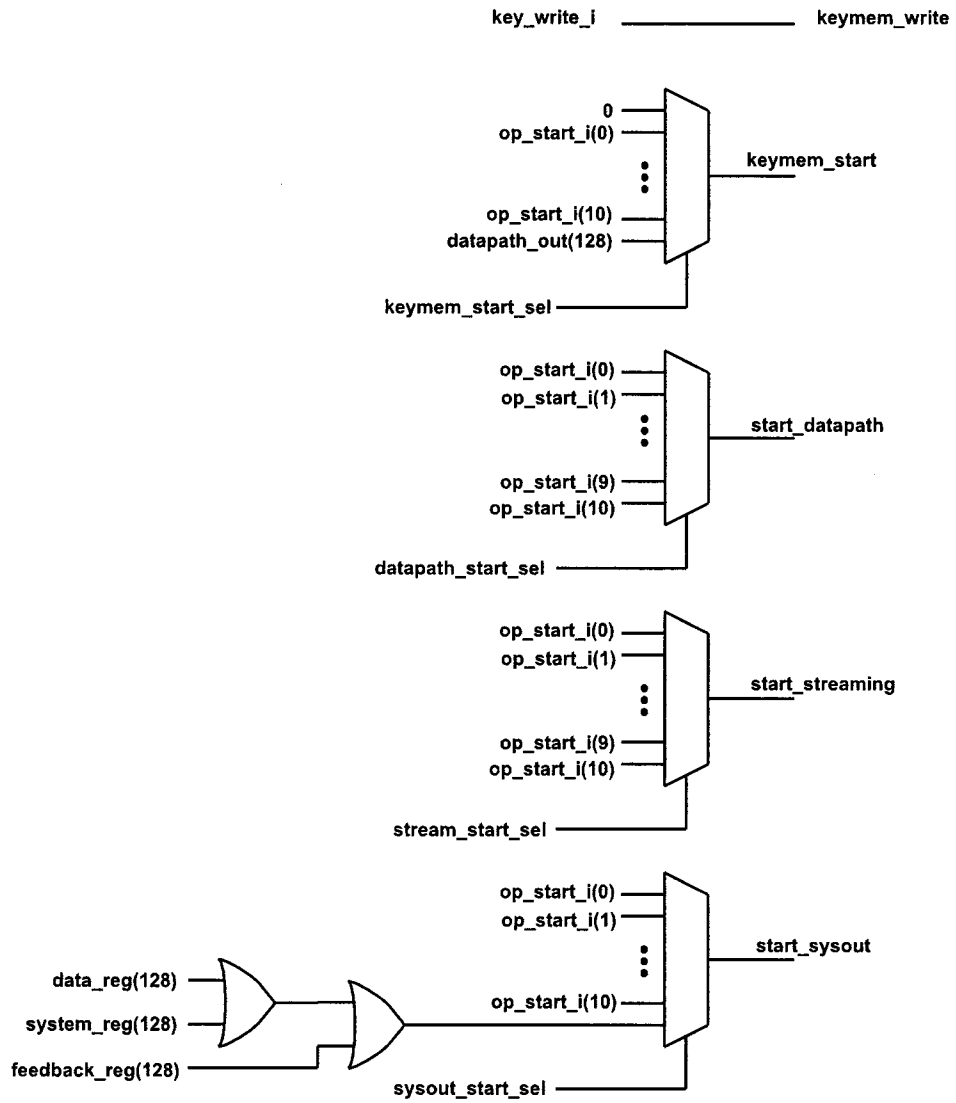 key_write_i keymem_write
0
op_start_i(0)
keymem_start
op_start_i(10)
datapath_out(128)
keymem_start_sel
op_start_i(0)
op_start_i(1)
start_datapath
op_start_i(9)
op_start_i(10)
datapath_start_sel
op_start_i(0)
op_start_i(1)
start_streaming
op_start_i(9)
op_start_i(10)
stream_start_sel
op_start_i(0)
op_start_i(1)
start_sysout
data_reg(128)
op_start_i(10)
system_reg(128)
feedback_reg(128)
sysout_start_sel